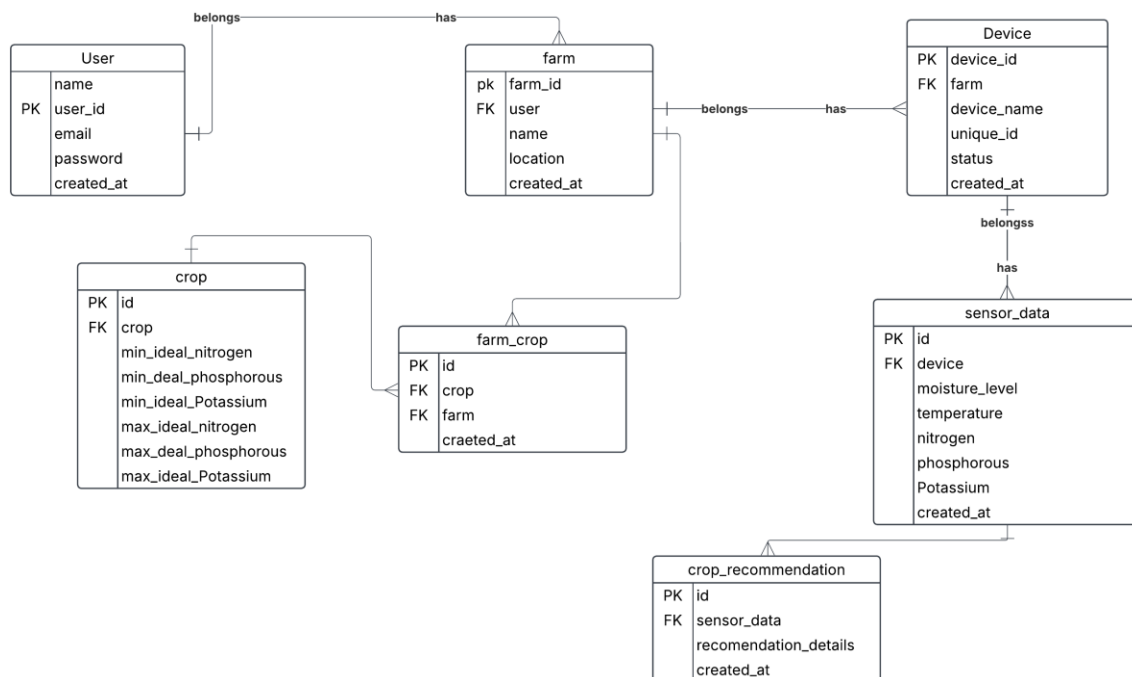 belongs
has
User
name
PK user_id
email
password
created_at
farm
pk farm_id
FK user
name
location
created_at
belongs
has
Device
PK device_id
FK farm
device_name
unique_id
status
created_at
belongss
has
crop
PK id
FK crop
min_ideal_nitrogen
min_deal_phosphorous
min_ideal_Potassium
max_ideal_nitrogen
max_deal_phosphorous
max_ideal_Potassium
farm_crop
PK id
FK crop
FK farm
craeted_at
sensor_data
PK id
FK device
moisture_level
temperature
nitrogen
phosphorous
Potassium
created_at
crop_recommendation
PK id
FK sensor_data
recomendation_details
created_at